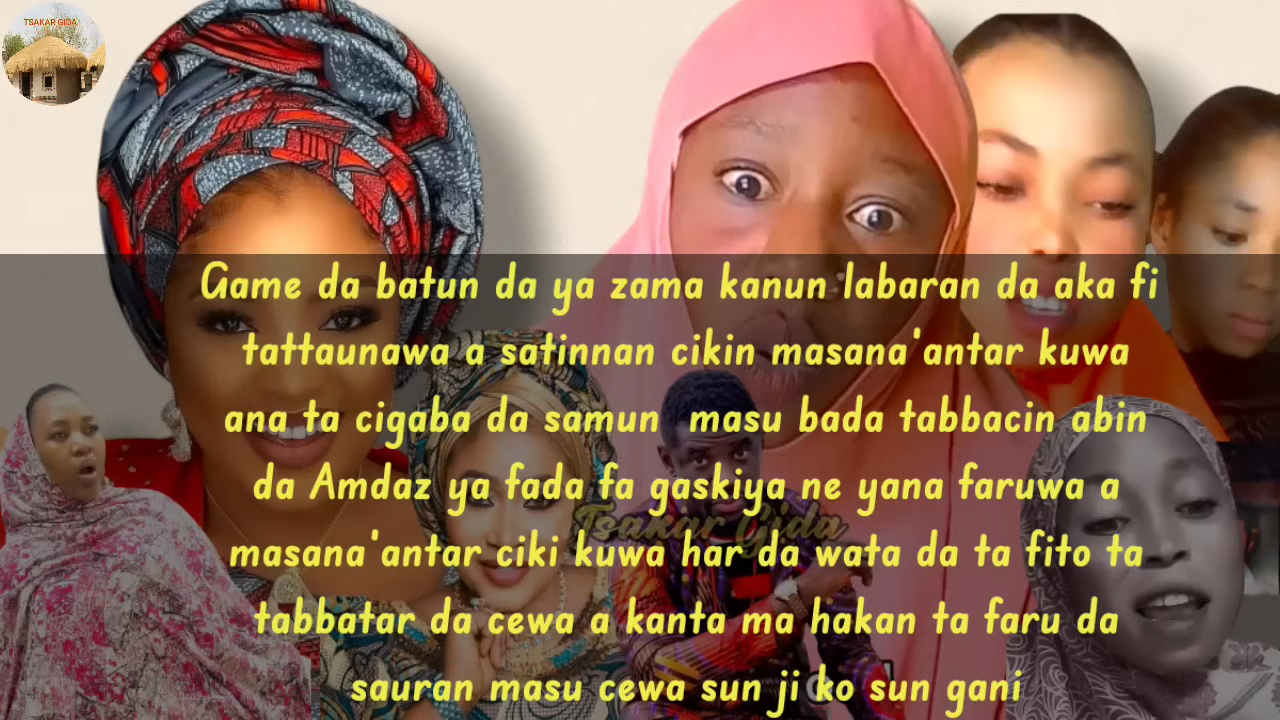 TSAKAR GIDA
Game da batun da ya zama kanun labaran da aka fi
tattaunawa a satinnan cikin masana'antar kuwa
ana ta cigaba da samun masu bada tabbacin abin
da Amdaz ya fada fa gaskiya ne yana faruwa a
masana'antar ciki kuwa har da wata da ta fito ta
tabbatar da cewa a kanta ma hakan ta faru da
sauran masu cewa sun ji ko sun gani
Tsakar Gida